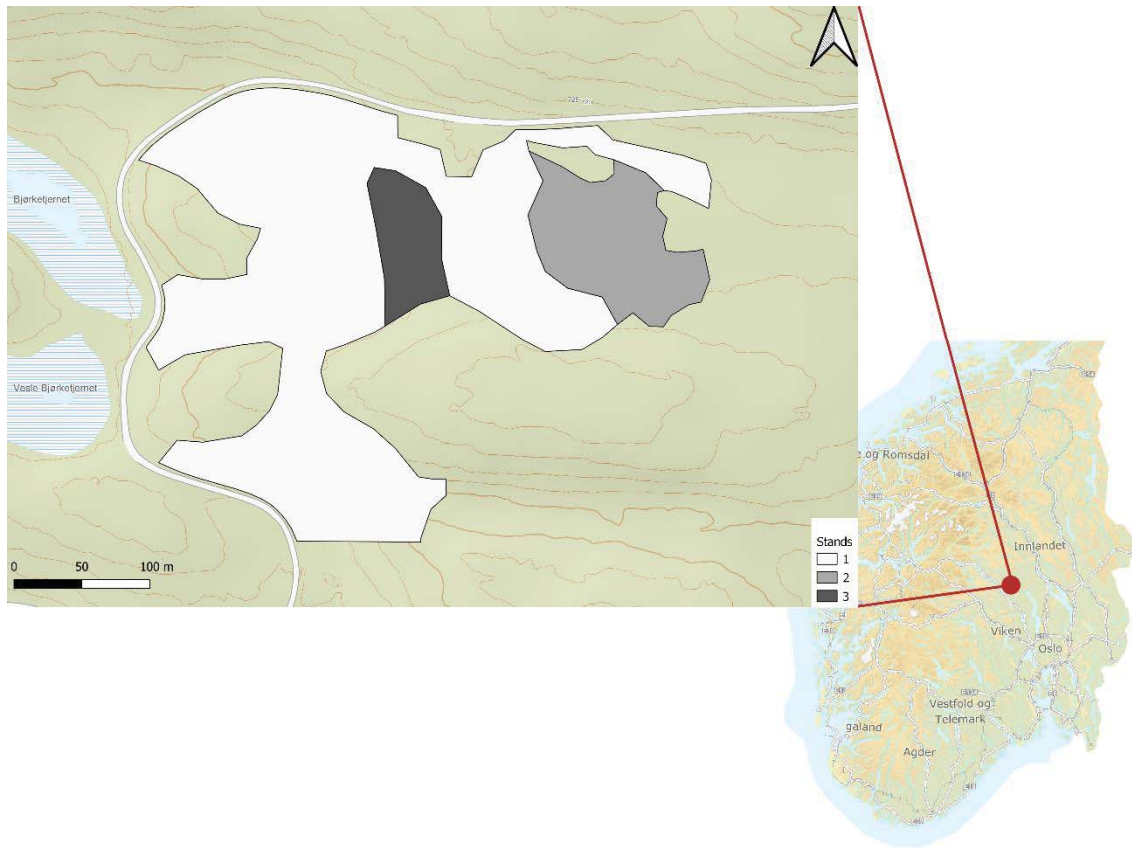 Bjørketjernet
Vesle Bjørketjernet
0 50 100 m
Stands
1
2
3
e og Romsdal
Innlandet
Viken
Oslo
Vestfold og
Telemark
galand
Agder